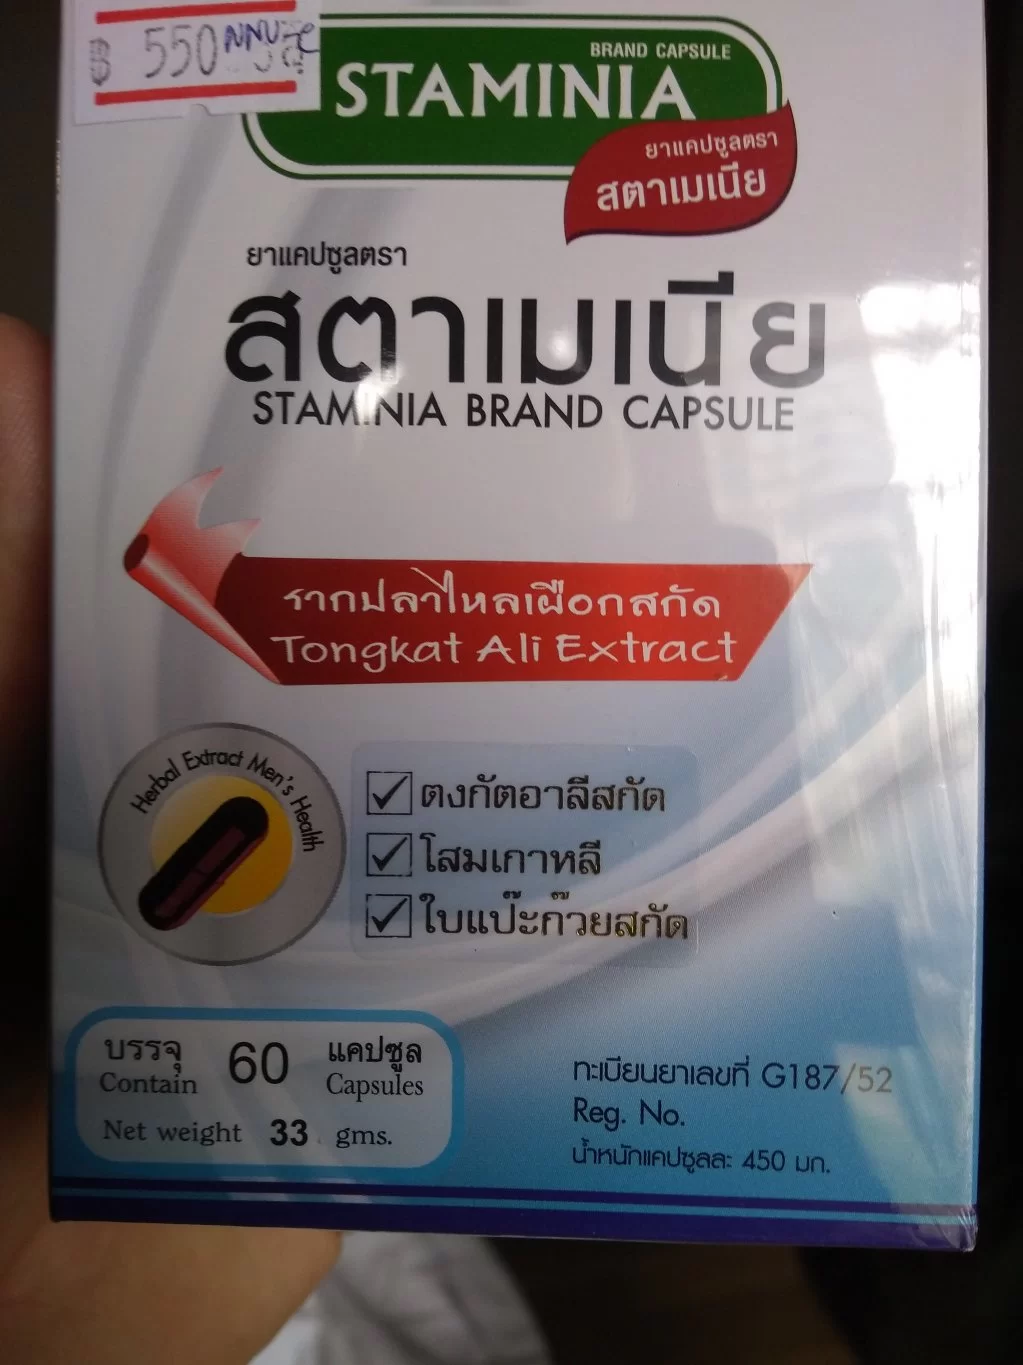 ฿ 550
BRAND CAPSULE
STAMINIA
ยาแคปซูลตรา
สตาเมเนีย
ยาแคปซูลตรา
สตาเมเนีย
STAMINIA BRAND CAPSULE
รากปลาไหลเผือกสกัด
Tongkat Ali Extract
Herbal Extract Men's Health
ตงกัตอาลีสกัด
โสมเกาหลี
ใบแป๊ะก๊วยสกัด
บรรจุ 60 แคปซูล
Contain Capsules
Net weight 33 gms.
ทะเบียนยาเลขที่ G187/52
Reg. No.
น้ำหนักแคปซูลละ 450 มก.